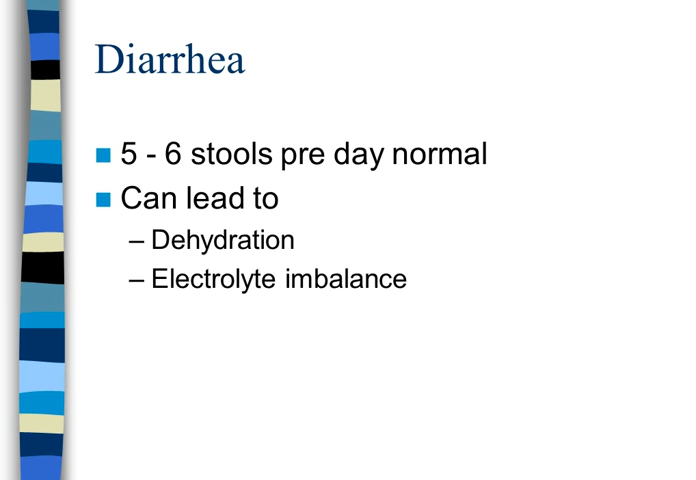 Diarrhea
5 - 6 stools pre day normal
Can lead to
– Dehydration
– Electrolyte imbalance